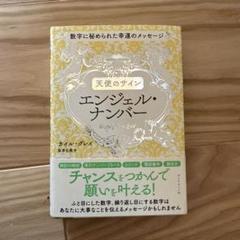 数字に秘められた幸運のメッセージ
天使のサイン
エンジェル・
ナンバー
カイル・グレイ
チャンスをつかんで
願いを叶える!
ふと目にした数字、繰り返し目にする数字は
あなたに大事なことを伝えるメッセージかもしれません